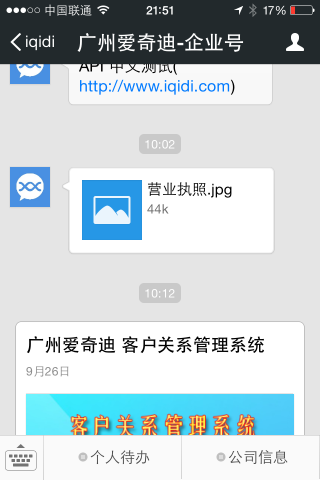 中国联通 21:51 17%
iqidi 广州爱奇迪-企业号
API 中文测试(
http://www.iqidi.com)
10:02
营业执照.jpg
44k
10:12
广州爱奇迪 客户关系管理系统
9月26日
客户关系管理系统
个人待办 公司信息